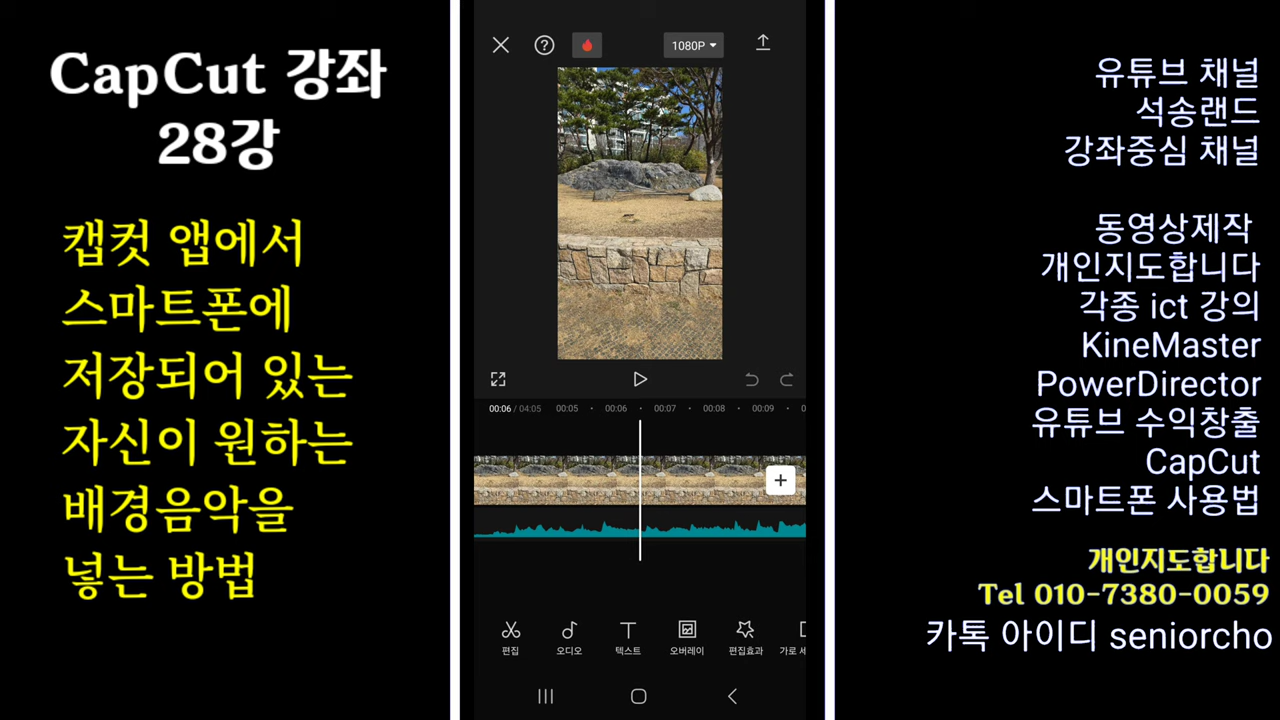 CapCut 강좌
28강
캡컷 앱에서
스마트폰에
저장되어 있는
자신이 원하는
배경음악을
넣는 방법
1080P
00:06 / 04:05 00:05 00:06 00:07 00:08 00:09 0
편집 오디오 텍스트 오버레이 편집효과 가로 세
유튜브 채널
석송랜드
강좌중심 채널
동영상제작
개인지도합니다
각종 ict 강의
KineMaster
PowerDirector
유튜브 수익창출
CapCut
스마트폰 사용법
개인지도합니다
Tel 010-7380-0059
카톡 아이디 seniorcho